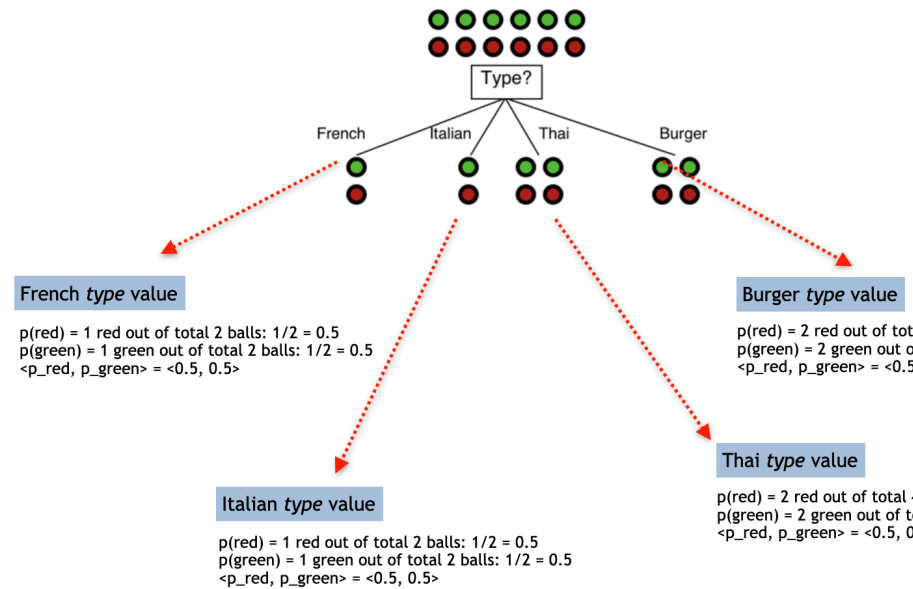 Type?
French
Italian
Thai
Burger
French type value
p(red) = 1 red out of total 2 balls: 1/2 = 0.5
p(green) = 1 green out of total 2 balls: 1/2 = 0.5
<p_red, p_green> = <0.5, 0.5>
Burger type value
p(red) = 2 red out of
p(green) = 2 green out
<p_red, p_green> = <0.5
Thai type value
p(red) = 2 red out of total
p(green) = 2 green out of
<p_red, p_green> = <0.5,
Italian type value
p(red) = 1 red out of total 2 balls: 1/2 = 0.5
p(green) = 1 green out of total 2 balls: 1/2 = 0.5
<p_red, p_green> = <0.5, 0.5>